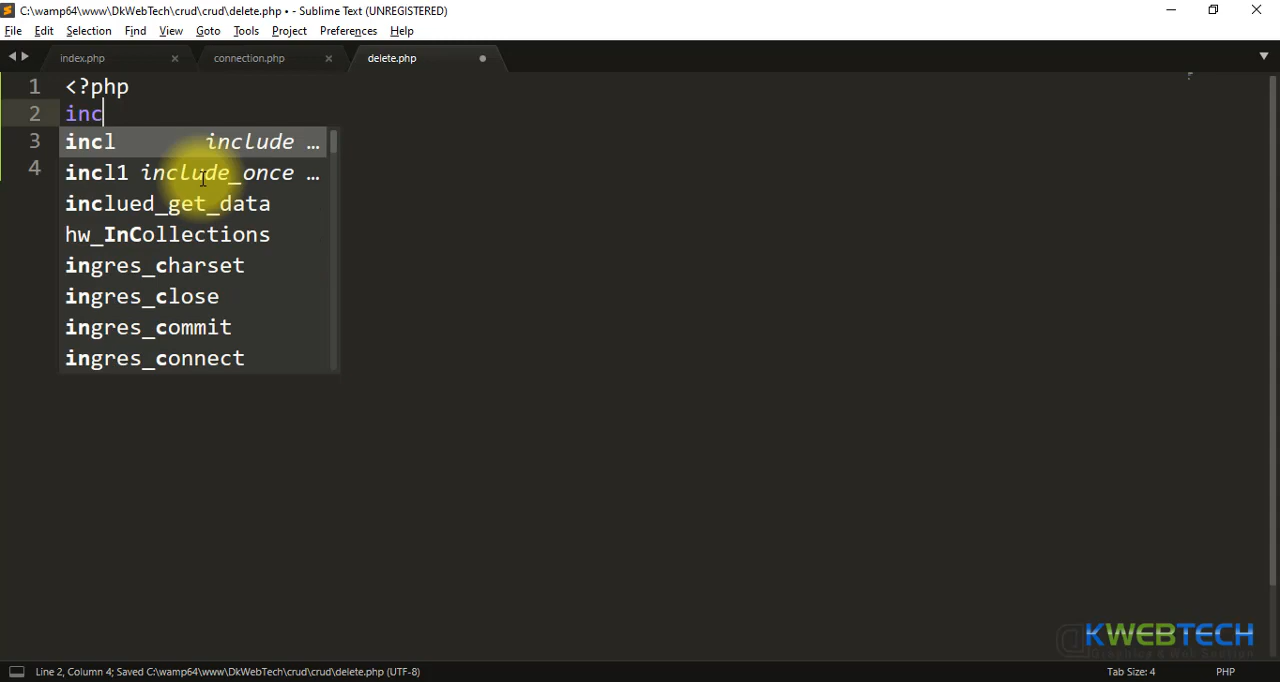 C:\wamp64\www\DkWebTech\crud\crud\delete.php • - Sublime Text (UNREGISTERED)
File Edit Selection Find View Goto Tools Project Preferences Help
index.php connection.php delete.php
1 <?php
2 inc
3 incl include …
4 incl1 include_once …
inclued_get_data
hw_InCollections
ingres_charset
ingres_close
ingres_commit
ingres_connect
KWEBTECH
Line 2, Column 4; Saved C:\wamp64\www\DkWebTech\crud\crud\delete.php (UTF-8) Tab Size: 4 PHP